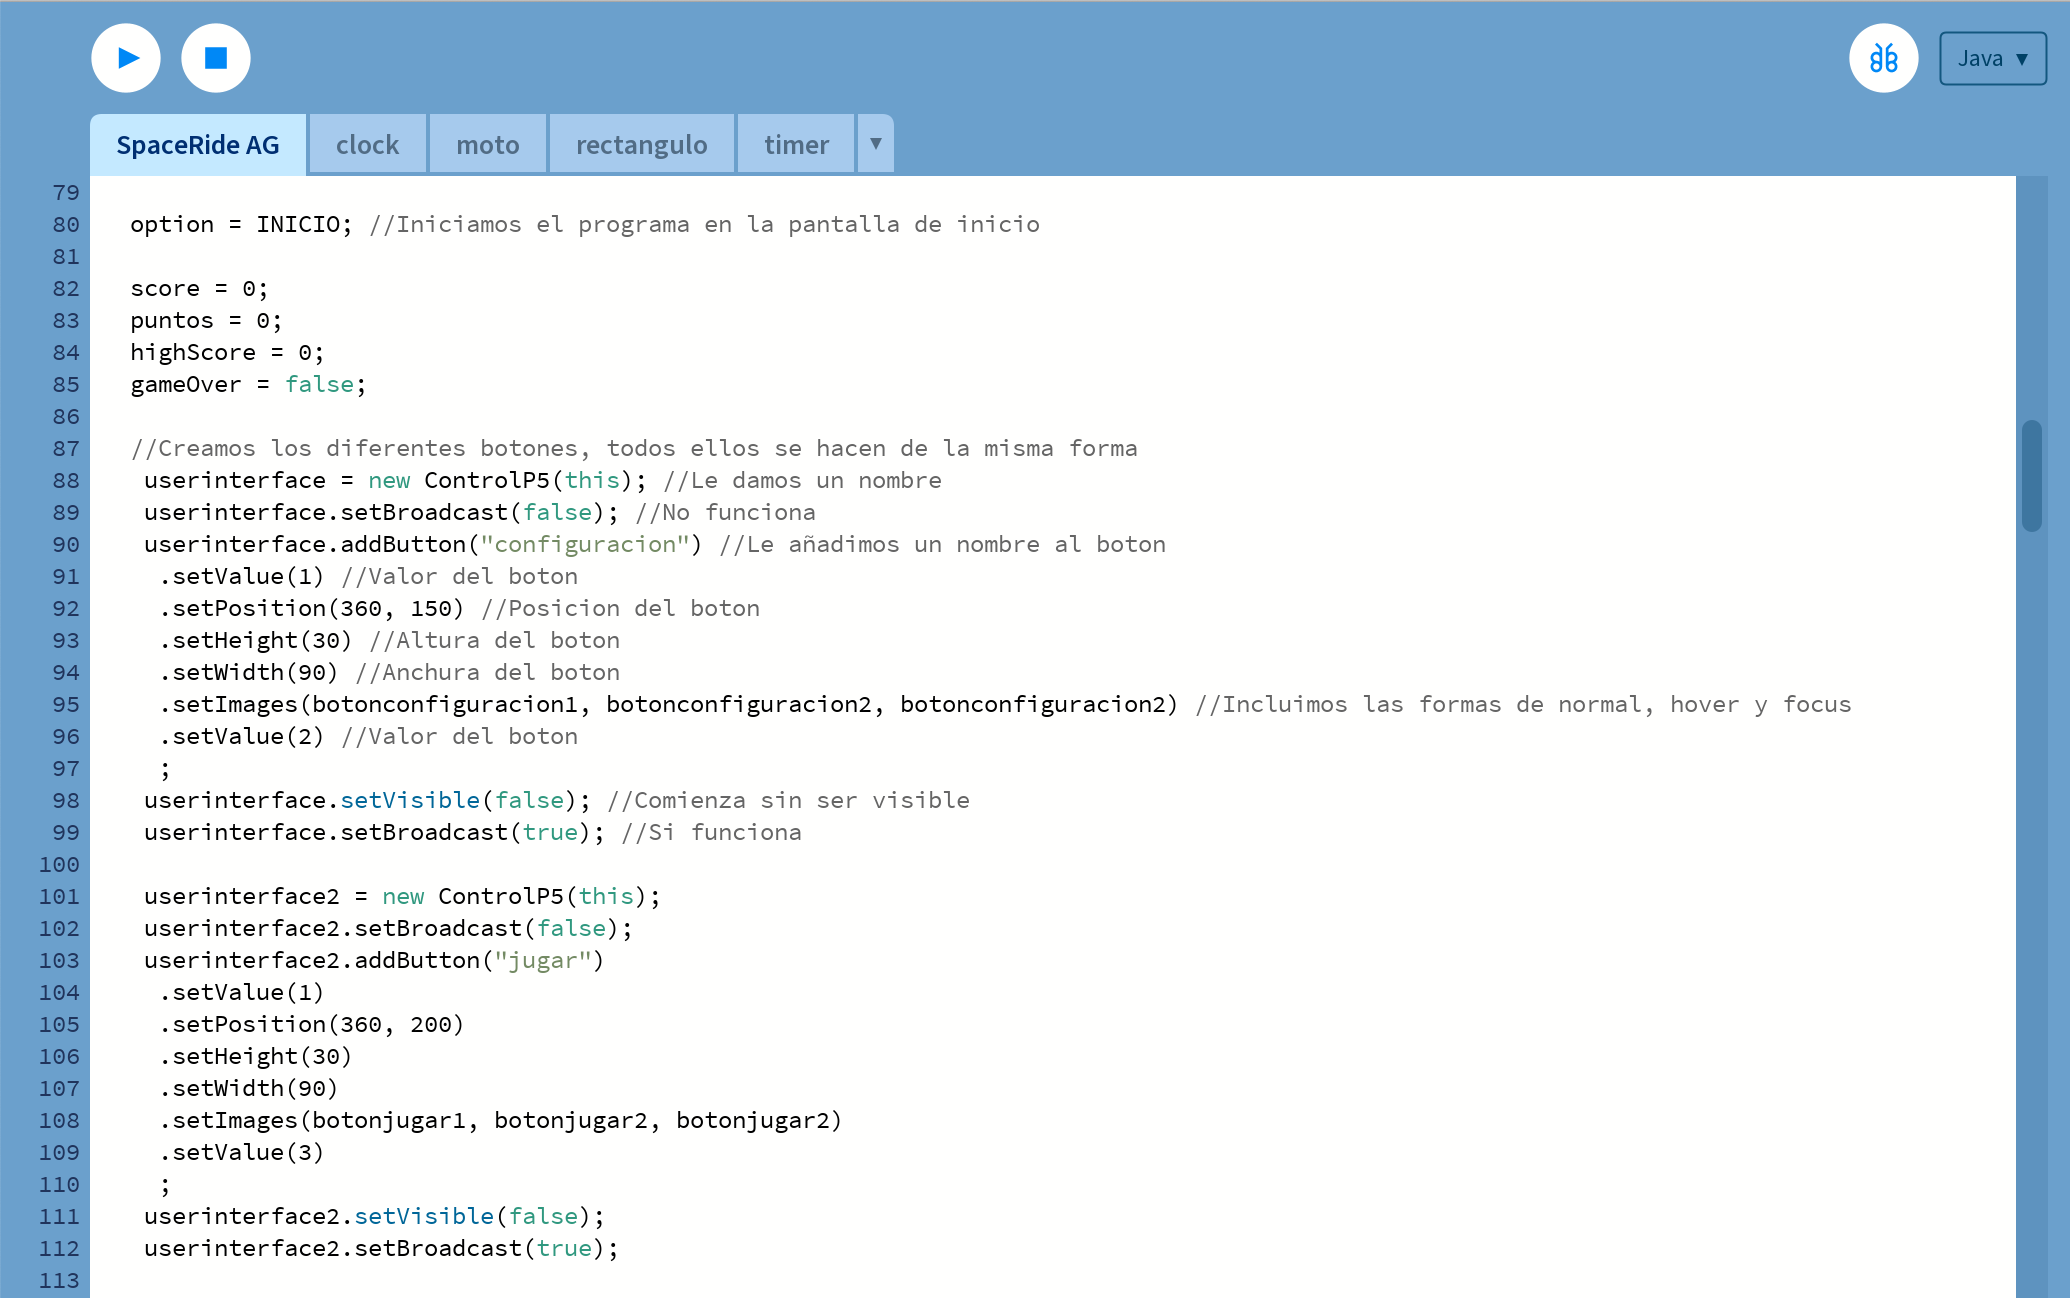 Java ▼
SpaceRide AG clock moto rectangulo timer ▼
79
80 option = INICIO; //Iniciamos el programa en la pantalla de inicio
81
82 score = 0;
83 puntos = 0;
84 highScore = 0;
85 gameOver = false;
86
87 //Creamos los diferentes botones, todos ellos se hacen de la misma forma
88 userinterface = new ControlP5(this); //Le damos un nombre
89 userinterface.setBroadcast(false); //No funciona
90 userinterface.addButton("configuracion") //Le añadimos un nombre al boton
91 .setValue(1) //Valor del boton
92 .setPosition(360, 150) //Posicion del boton
93 .setHeight(30) //Altura del boton
94 .setWidth(90) //Anchura del boton
95 .setImages(botonconfiguracion1, botonconfiguracion2, botonconfiguracion2) //Incluimos las formas de normal, hover y focus
96 .setValue(2) //Valor del boton
97 ;
98 userinterface.setVisible(false); //Comienza sin ser visible
99 userinterface.setBroadcast(true); //Si funciona
100
101 userinterface2 = new ControlP5(this);
102 userinterface2.setBroadcast(false);
103 userinterface2.addButton("jugar")
104 .setValue(1)
105 .setPosition(360, 200)
106 .setHeight(30)
107 .setWidth(90)
108 .setImages(botonjugar1, botonjugar2, botonjugar2)
109 .setValue(3)
110 ;
111 userinterface2.setVisible(false);
112 userinterface2.setBroadcast(true);
113